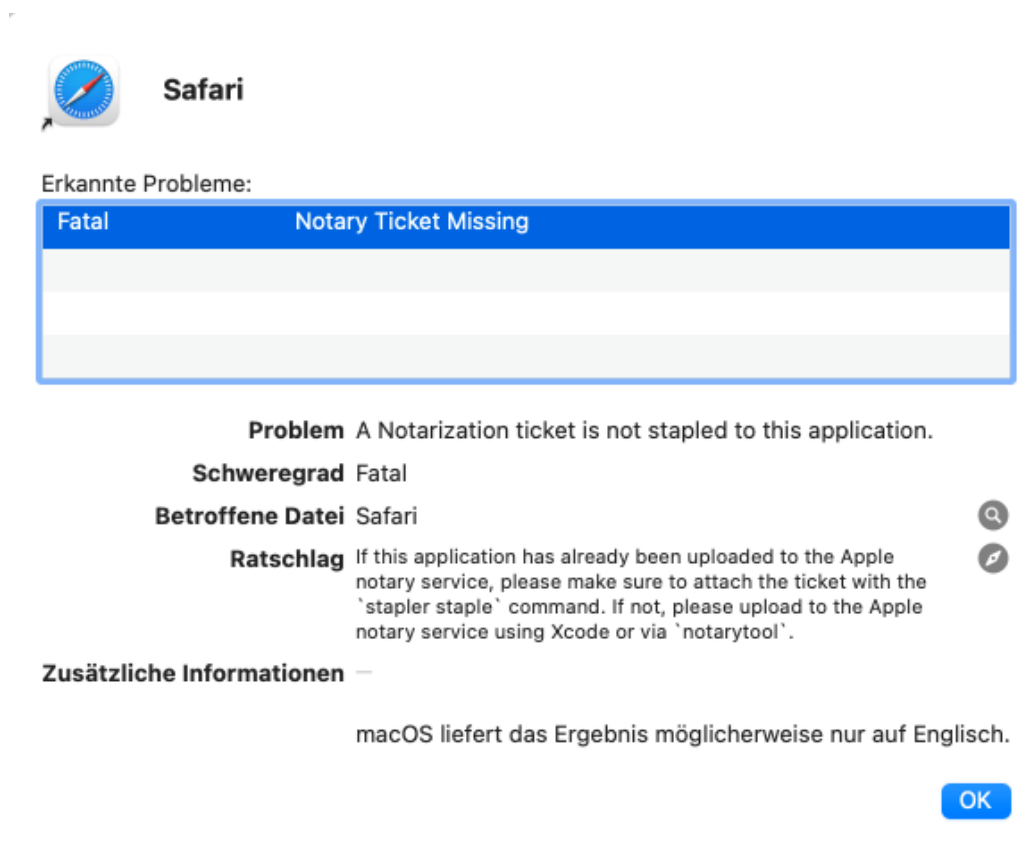 Safari
Erkannte Probleme:
Fatal Notary Ticket Missing
Problem A Notarization ticket is not stapled to this application.
Schweregrad Fatal
Betroffene Datei Safari
Ratschlag If this application has already been uploaded to the Apple
notary service, please make sure to attach the ticket with the
`stapler staple` command. If not, please upload to the Apple
notary service using Xcode or via `notarytool`.
Zusätzliche Informationen –
macOS liefert das Ergebnis möglicherweise nur auf Englisch.
OK